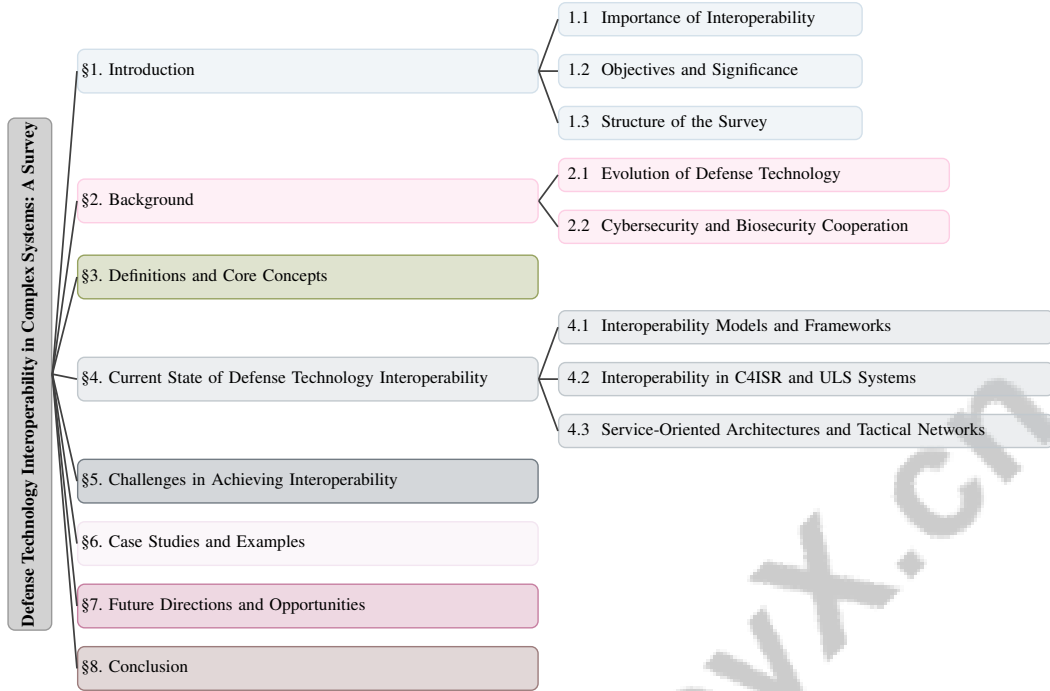 Defense Technology Interoperability in Complex Systems: A Survey
§1. Introduction
1.1 Importance of Interoperability
1.2 Objectives and Significance
1.3 Structure of the Survey
§2. Background
2.1 Evolution of Defense Technology
2.2 Cybersecurity and Biosecurity Cooperation
§3. Definitions and Core Concepts
§4. Current State of Defense Technology Interoperability
4.1 Interoperability Models and Frameworks
4.2 Interoperability in C4ISR and ULS Systems
4.3 Service-Oriented Architectures and Tactical Networks
§5. Challenges in Achieving Interoperability
§6. Case Studies and Examples
§7. Future Directions and Opportunities
§8. Conclusion
vx.cn